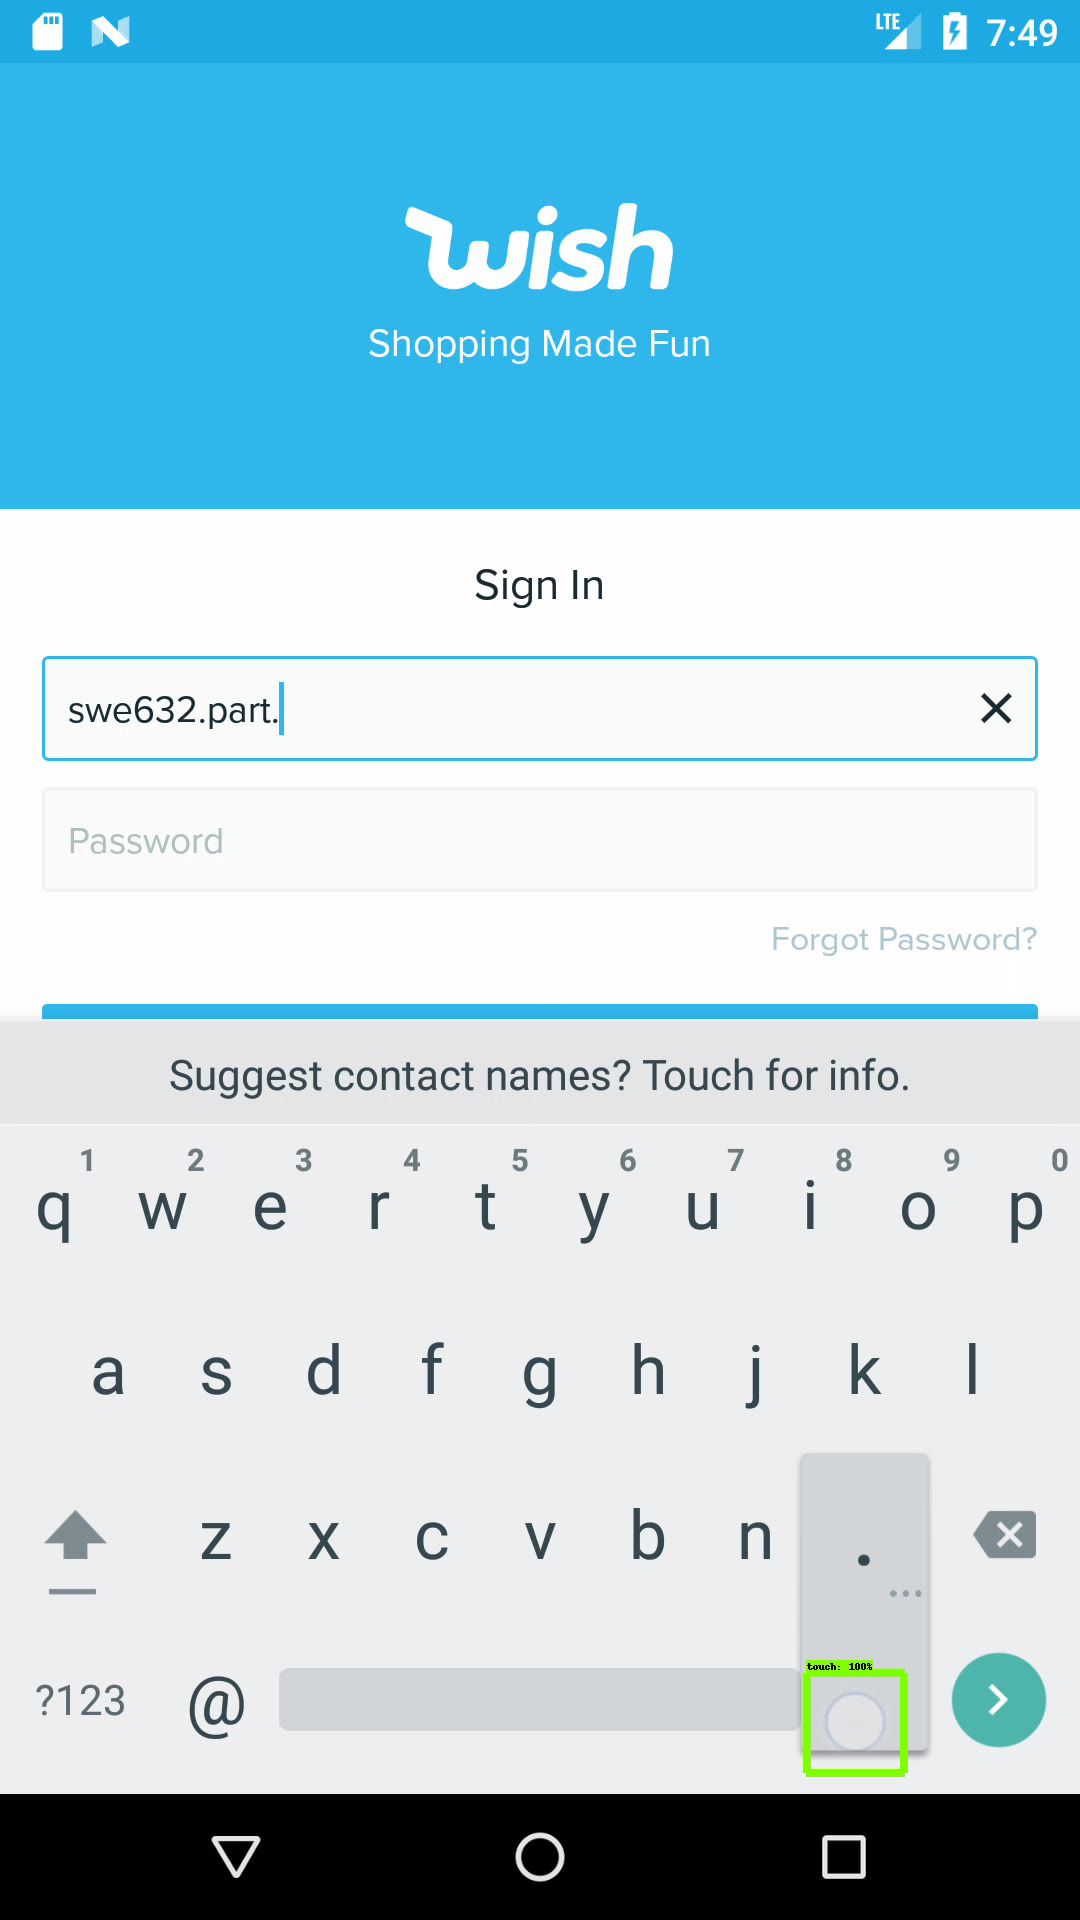 LTE 7:49
wish
Shopping Made Fun
Sign In
swe632.part.
Password
Forgot Password?
Suggest contact names? Touch for info.
1 2 3 4 5 6 7 8 9 0
q w e r t y u i o p
a s d f g h j k l
z x c v b n .
...
touch: 100%
?123 @